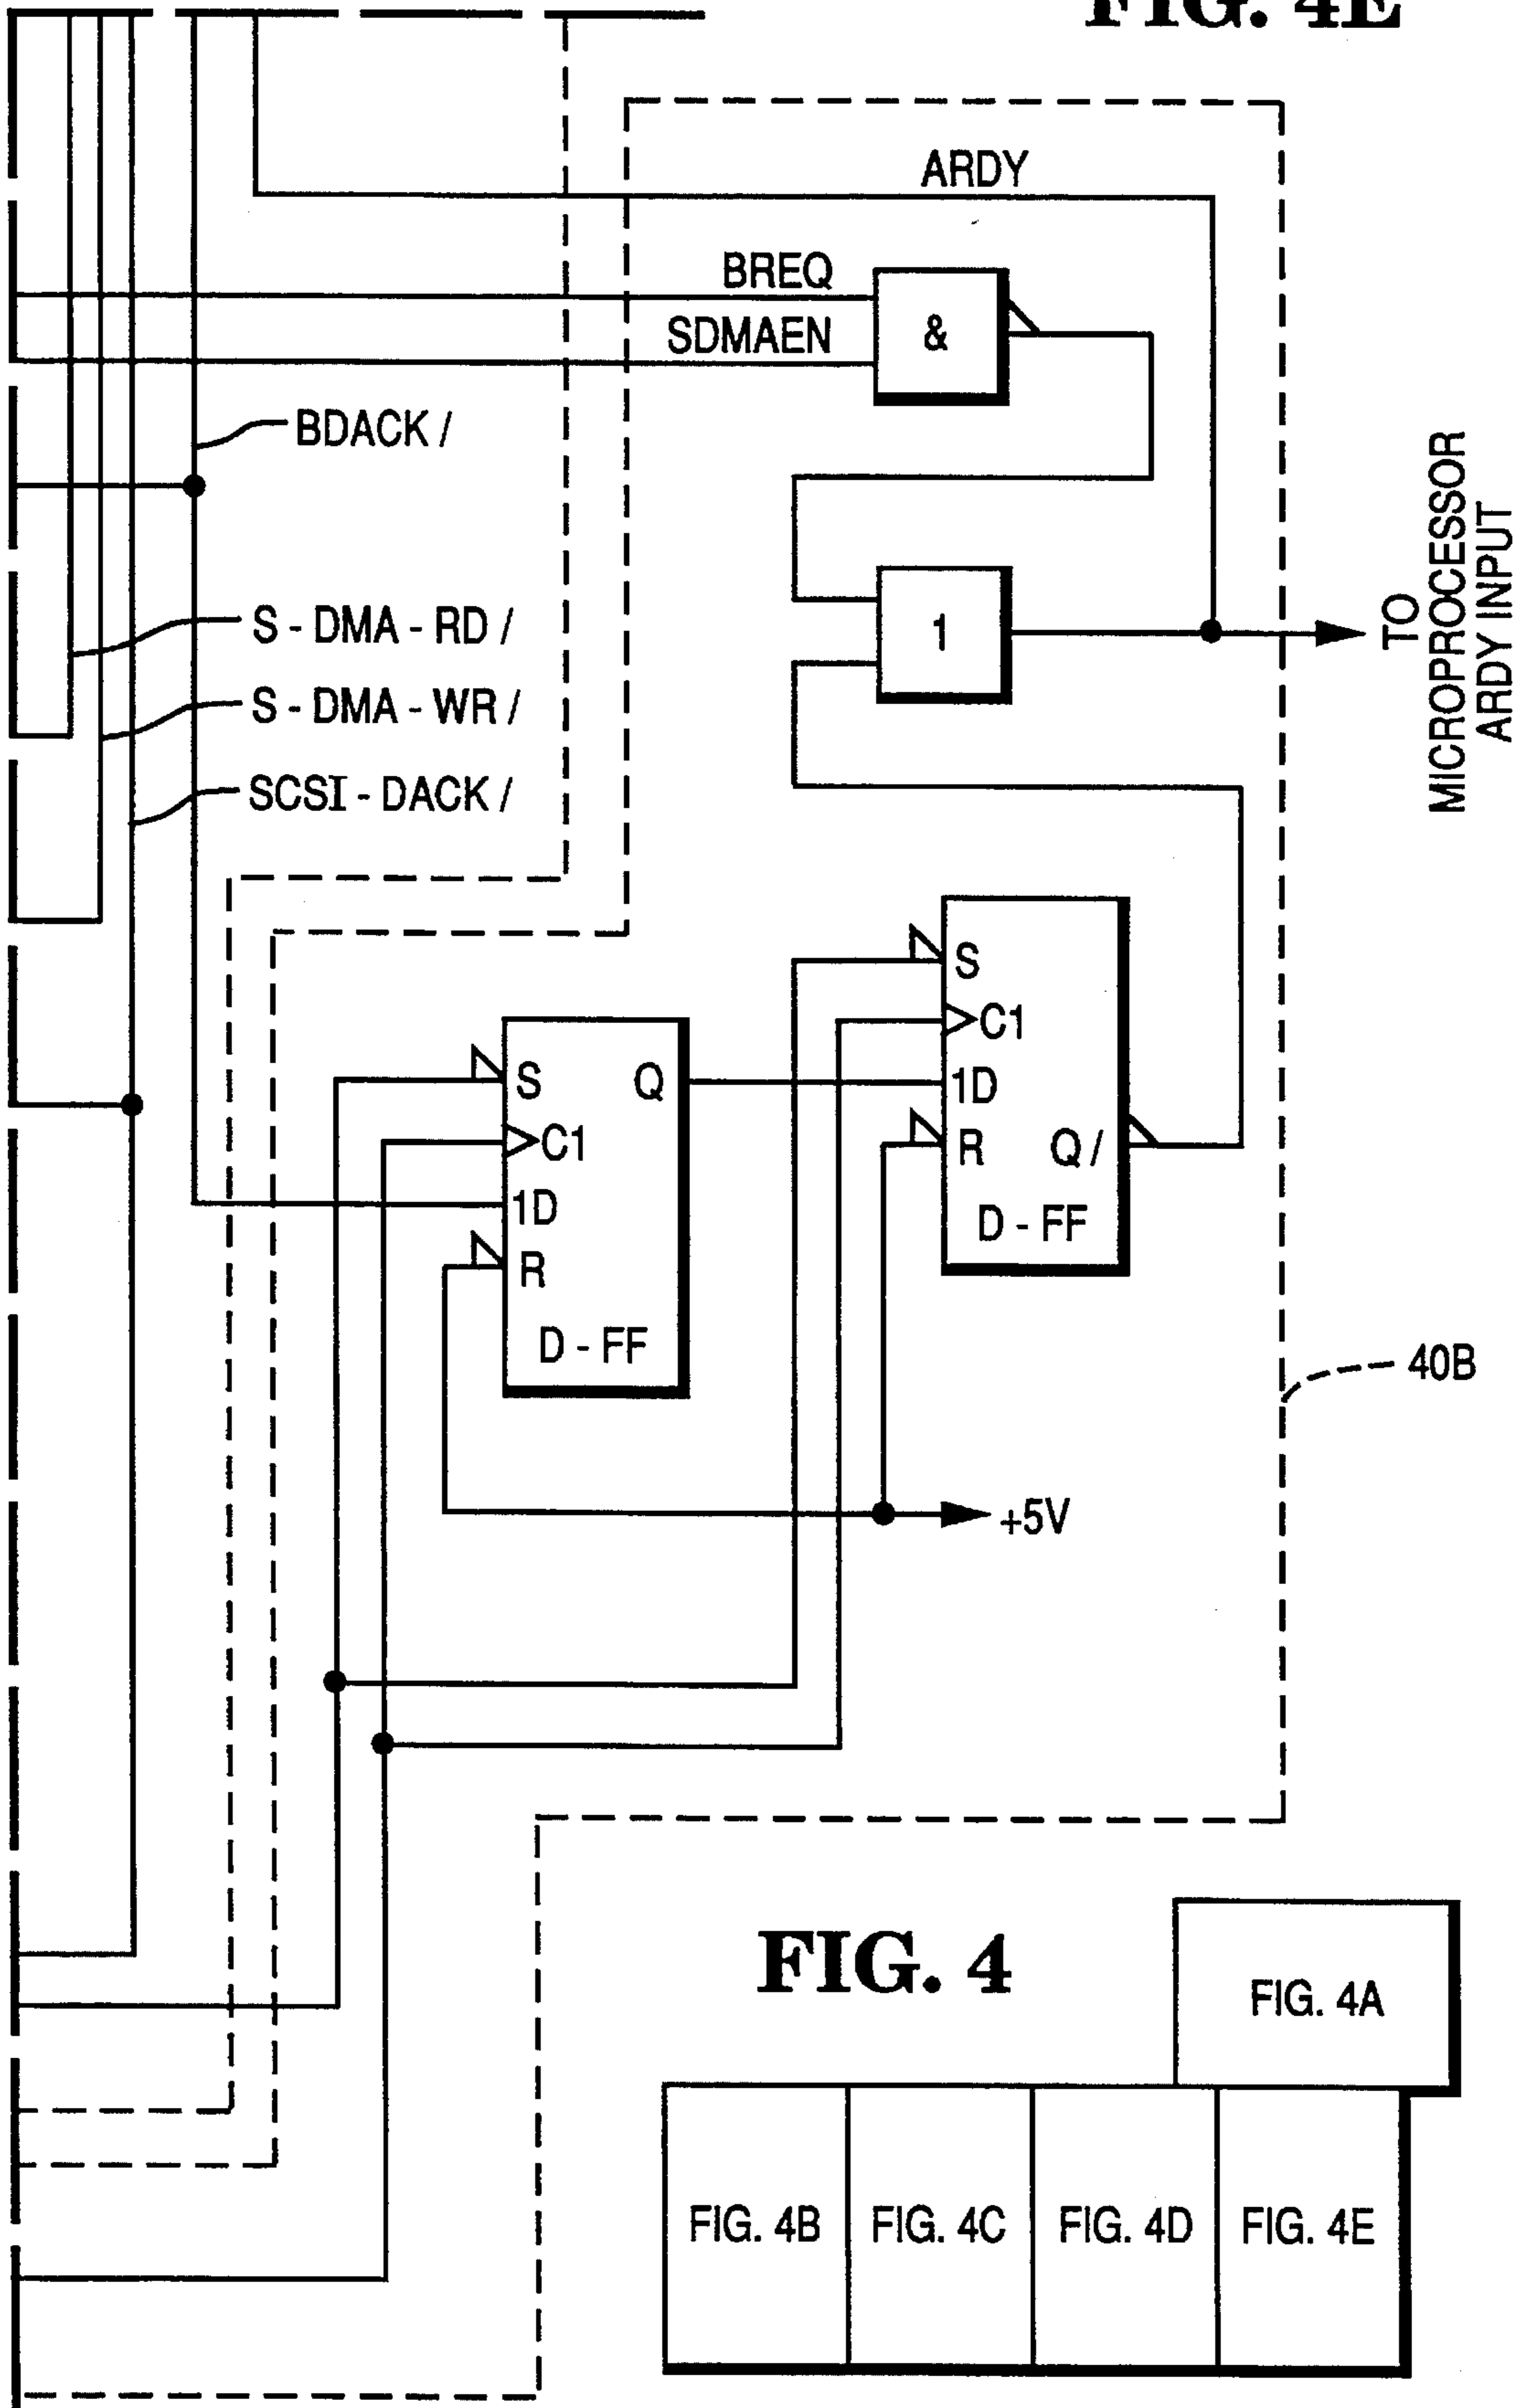 FIG. 4E
ARDY
BREQ
&
SDMAEN
BDACK /
TO
MICROPROCESSOR
ARDY INPUT
1
S - DMA - RD /
S - DMA - WR /
SCSI - DACK /
S
C1
1D
R
Q /
D - FF
S
Q
C1
1D
R
D - FF
40B
+5V
FIG. 4
FIG. 4A
FIG. 4B
FIG. 4C
FIG. 4D
FIG. 4E